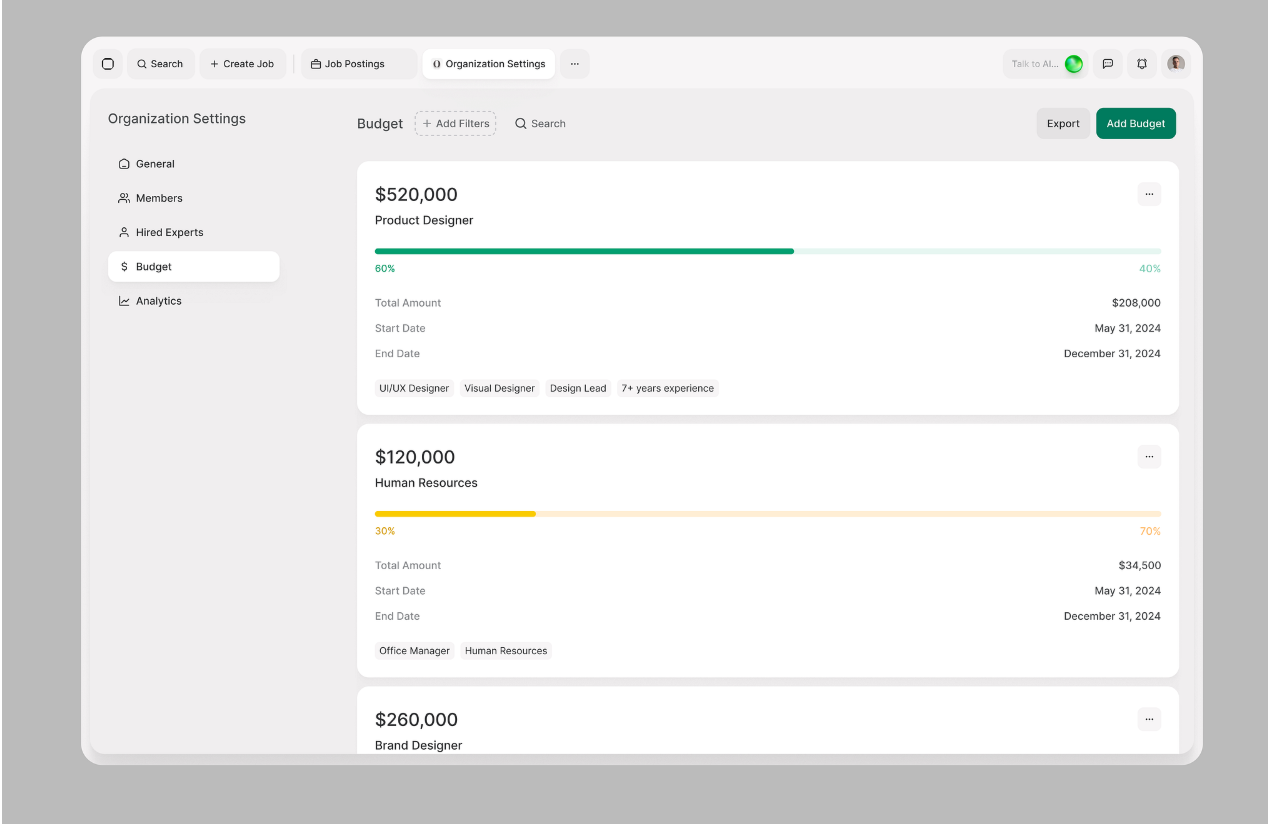 Search
+ Create Job
Job Postings
Organization Settings
...
Talk to AI...
Organization Settings
General
Members
Hired Experts
$ Budget
Analytics
Budget
+ Add Filters
Search
Export
Add Budget
$520,000
...
Product Designer
60% 40%
Total Amount $208,000
Start Date May 31, 2024
End Date December 31, 2024
UI/UX Designer Visual Designer Design Lead 7+ years experience
$120,000
...
Human Resources
30% 70%
Total Amount $34,500
Start Date May 31, 2024
End Date December 31, 2024
Office Manager Human Resources
$260,000
...
Brand Designer